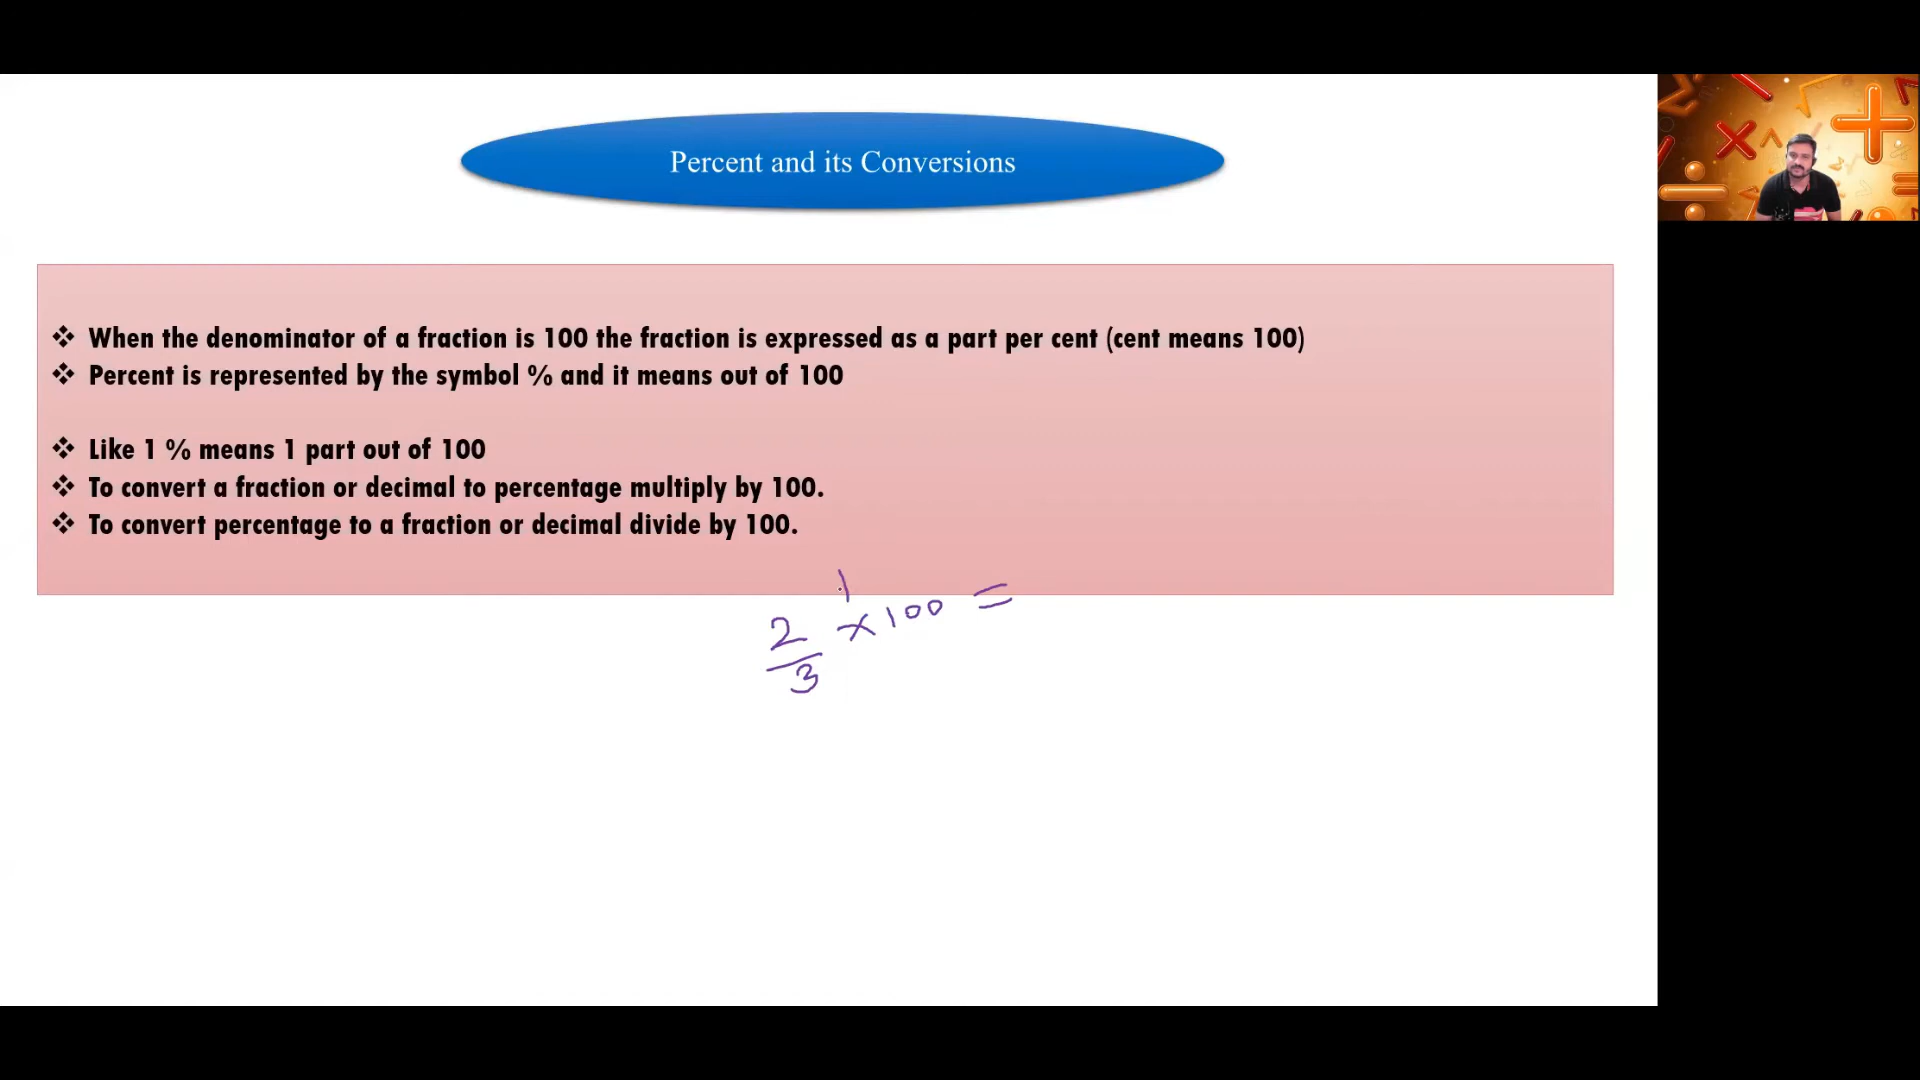 Percent and its Conversions
❖ When the denominator of a fraction is 100 the fraction is expressed as a part per cent (cent means 100)
❖ Percent is represented by the symbol % and it means out of 100
❖ Like 1 % means 1 part out of 100
❖ To convert a fraction or decimal to percentage multiply by 100.
❖ To convert percentage to a fraction or decimal divide by 100.
1
2/3 × 100 =